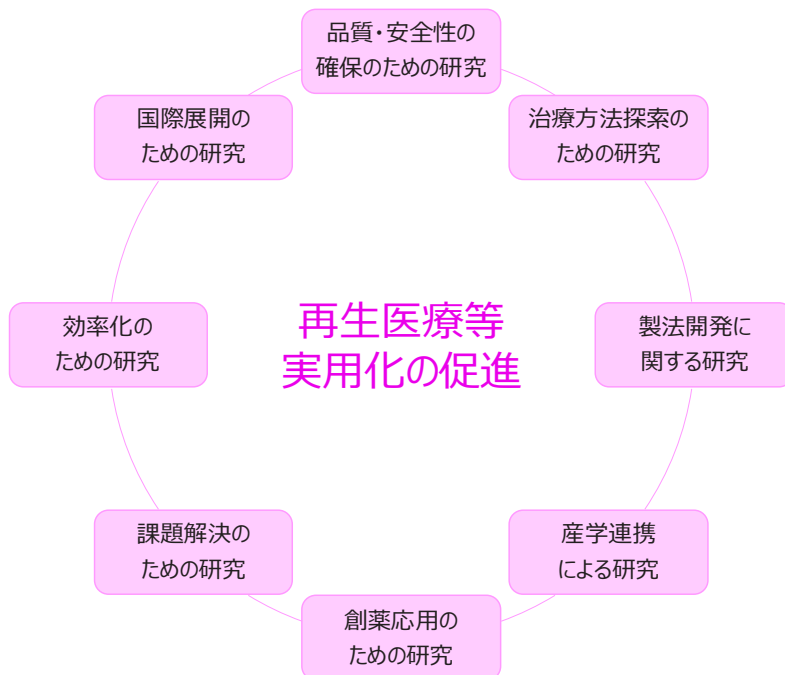 品質・安全性の
確保のための研究
国際展開の
ための研究
治療方法探索の
ための研究
効率化の
ための研究
再生医療等
実用化の促進
製法開発に
関する研究
課題解決の
ための研究
産学連携
による研究
創薬応用の
ための研究